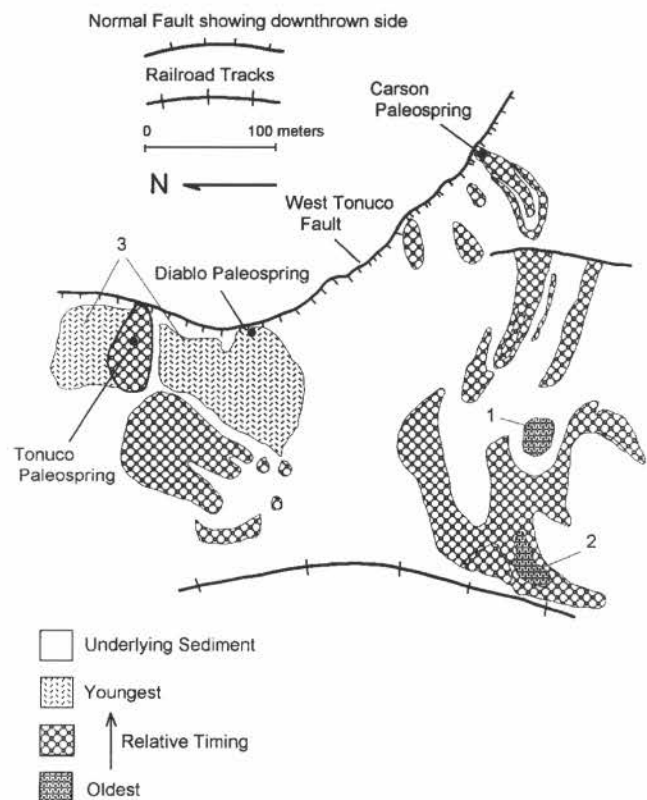 Normal Fault showing downthrown side
Railroad Tracks
0 100 meters
N
Carson
Paleospring
West Tonuco
Fault
3
Diablo Paleospring
Tonuco
Paleospring
1
2
Underlying Sediment
Youngest
Relative Timing
Oldest